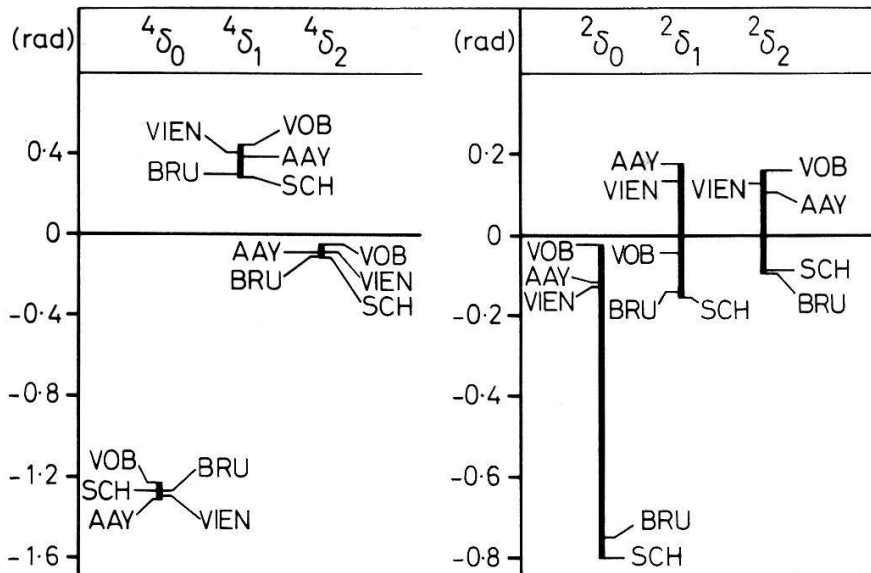 (rad) ⁴δ₀ ⁴δ₁ ⁴δ₂
VOB
VIEN
0·4
AAY
BRU
SCH
0
AAY
VOB
BRU
VIEN
SCH
-0·4
-0·8
VOB
BRU
-1·2
SCH
AAY
VIEN
-1·6
(rad) ²δ₀ ²δ₁ ²δ₂
AAY
VOB
0·2
VIEN
VIEN
AAY
0
VOB
VOB
AAY
SCH
VIEN
BRU
BRU
SCH
-0·2
-0·4
-0·6
BRU
-0·8
SCH